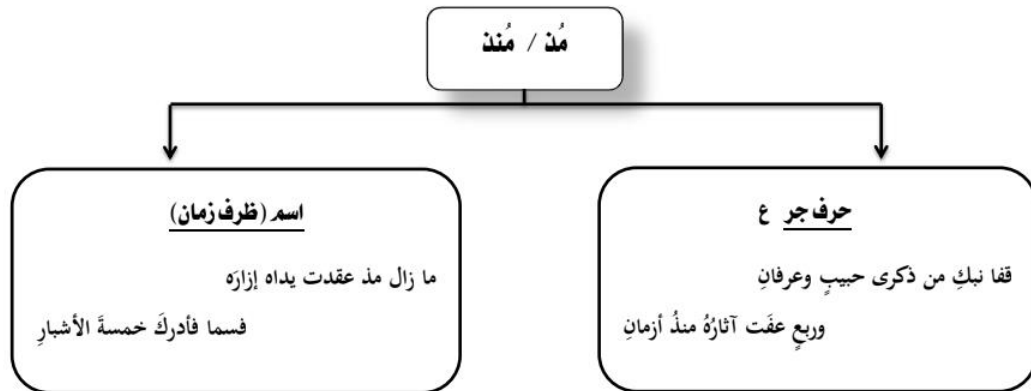 مُذ / مُنذ
حرف جر ع
قفا نبكِ من ذكرى حبيبٍ وعرفانِ
وربعٍ عفَت آثارُهُ منذُ أزمانِ
اسم (ظرف زمان)
ما زال مذ عقدت يداه إزارَه
فسما فأدركَ خمسةَ الأشبارِ